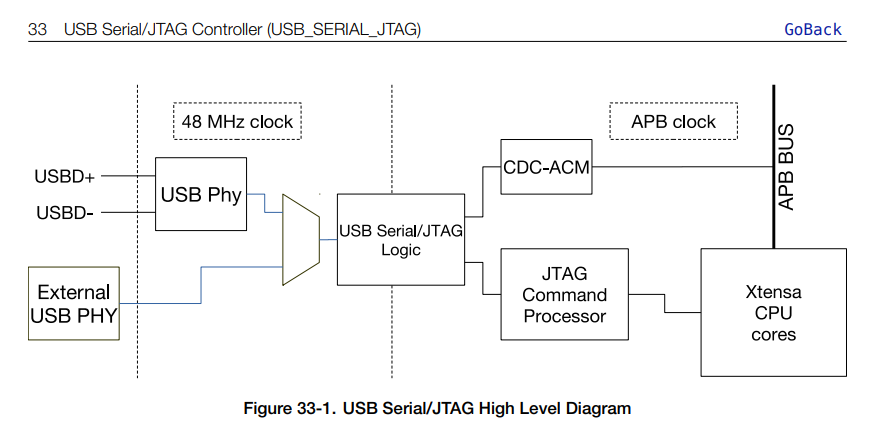 33 USB Serial/JTAG Controller (USB_SERIAL_JTAG)
GoBack
48 MHz clock
APB clock
USBD+
USBD-
USB Phy
CDC-ACM
APB BUS
USB Serial/JTAG
Logic
External
USB PHY
JTAG
Command
Processor
Xtensa
CPU
cores
Figure 33-1. USB Serial/JTAG High Level Diagram